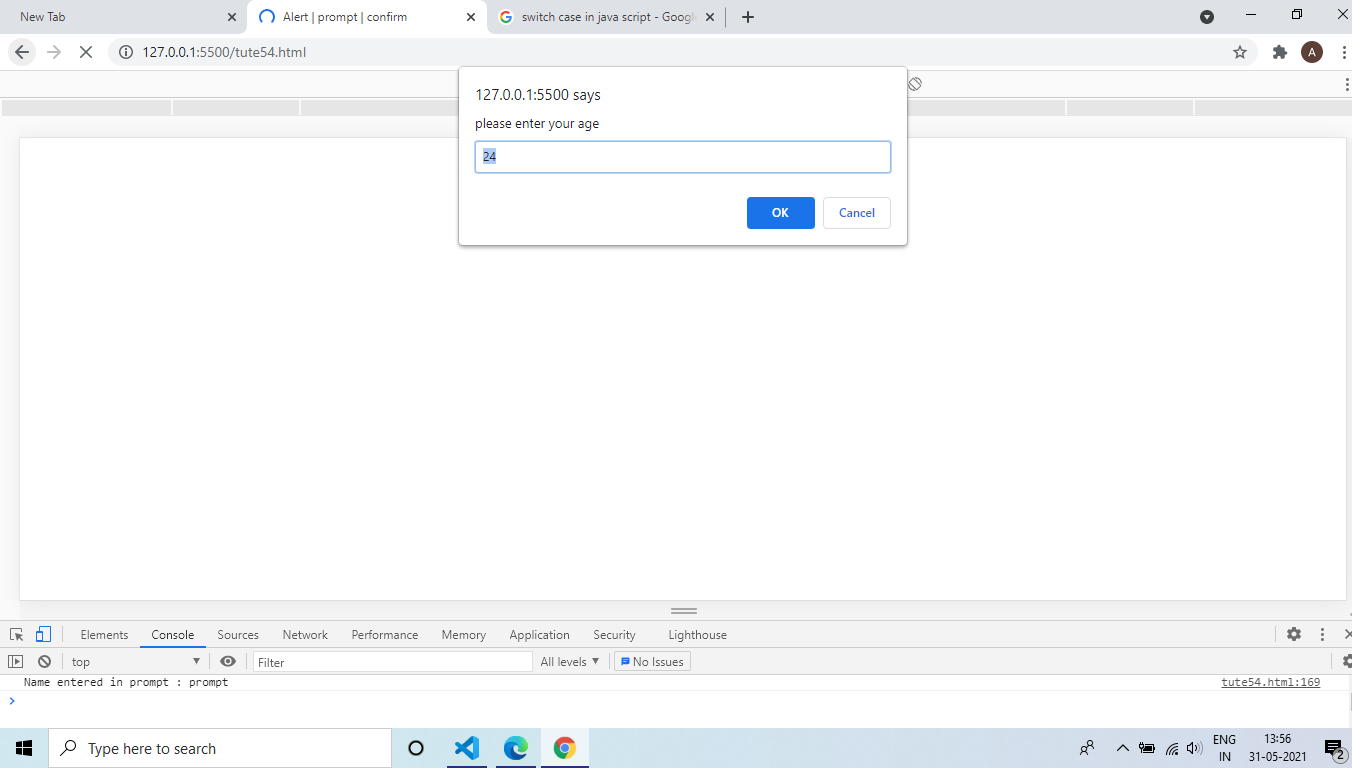 New Tab
Alert | prompt | confirm
switch case in java script - Google
127.0.0.1:5500/tute54.html
A
127.0.0.1:5500 says
please enter your age
24
OK Cancel
Elements Console Sources Network Performance Memory Application Security Lighthouse
top Filter All levels No Issues
Name entered in prompt : prompt tute54.html:169
Type here to search
ENG 13:56
IN 31-05-2021
2